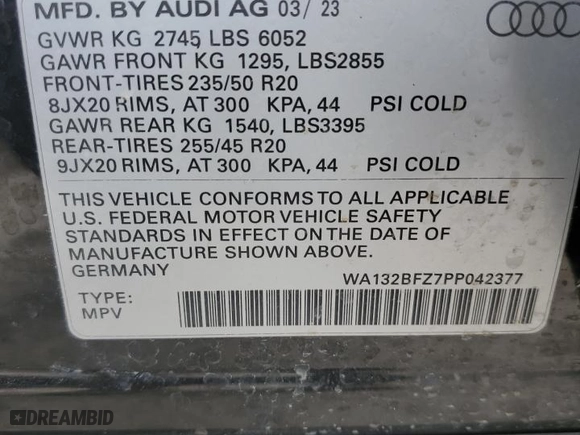 MFD. BY AUDI AG 03/ 23
GVWR KG 2745 LBS 6052
GAWR FRONT KG 1295, LBS2855
FRONT-TIRES 235/50 R20
8JX20 RIMS, AT 300 KPA, 44 PSI COLD
GAWR REAR KG 1540, LBS3395
REAR-TIRES 255/45 R20
9JX20 RIMS, AT 300 KPA, 44 PSI COLD
THIS VEHICLE CONFORMS TO ALL APPLICABLE
U.S. FEDERAL MOTOR VEHICLE SAFETY
STANDARDS IN EFFECT ON THE DATE OF
MANUFACTURE SHOWN ABOVE.
GERMANY
WA132BFZ7PP042377
TYPE:
MPV
DREAMBID